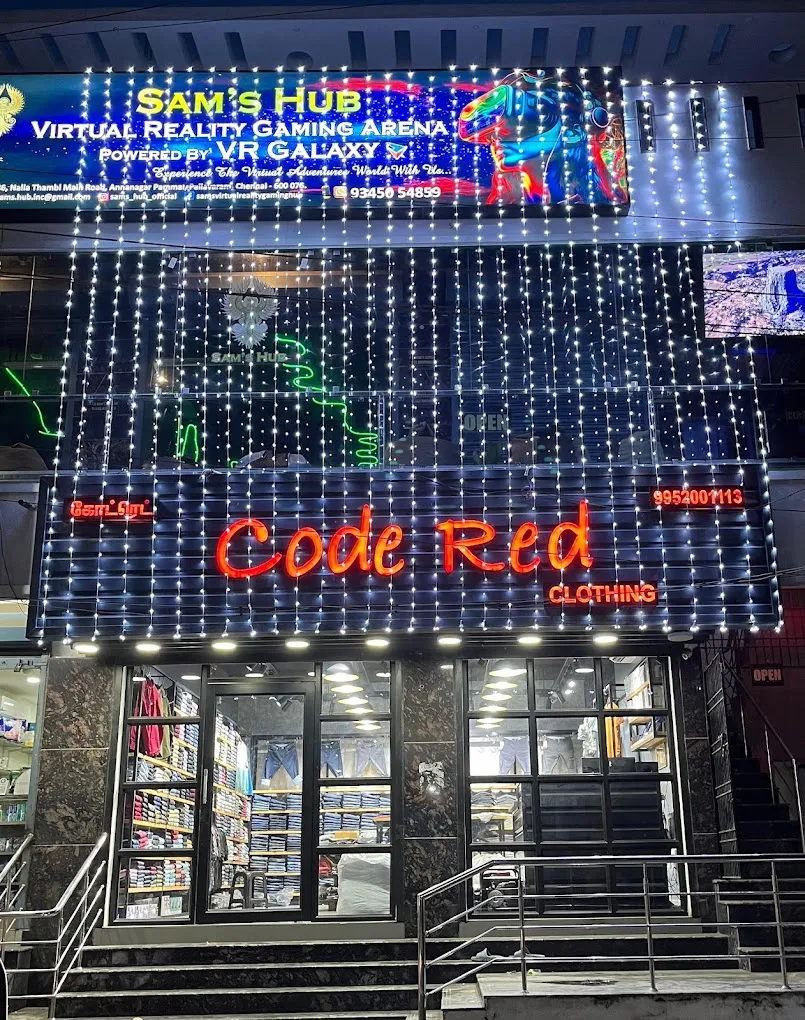 SAM'S HUB
VIRTUAL REALITY GAMING ARENA
POWERED BY VR GALAXY
Experience The Virtual Adventures World With Us...
Nalla Thambi Main Road, Annanagar Pammal, Pallavaram, Chennai - 600 075.
sams_hub_official
93450 54859
SAM'S HUB
OPEN
கோட்ரெட்
9952001113
Code Red
CLOTHING
OPEN